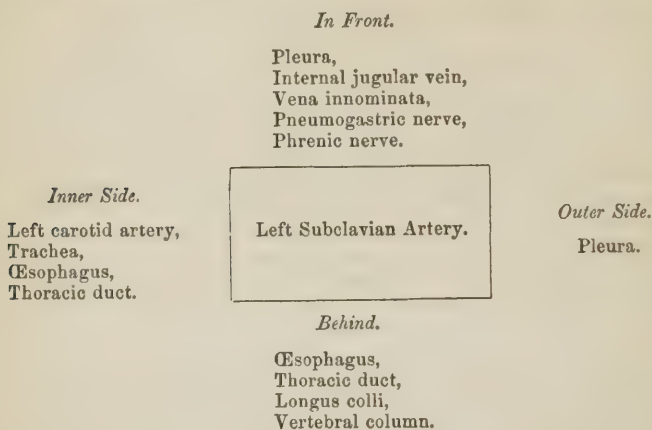 In Front.
Pleura,
Internal jugular vein,
Vena innominata,
Pneumogastric nerve,
Phrenic nerve.
Inner Side.
Left carotid artery,
Trachea,
Œsophagus,
Thoracic duct.
Left Subclavian Artery.
Outer Side.
Pleura.
Behind.
Œsophagus,
Thoracic duct,
Longus colli,
Vertebral column.